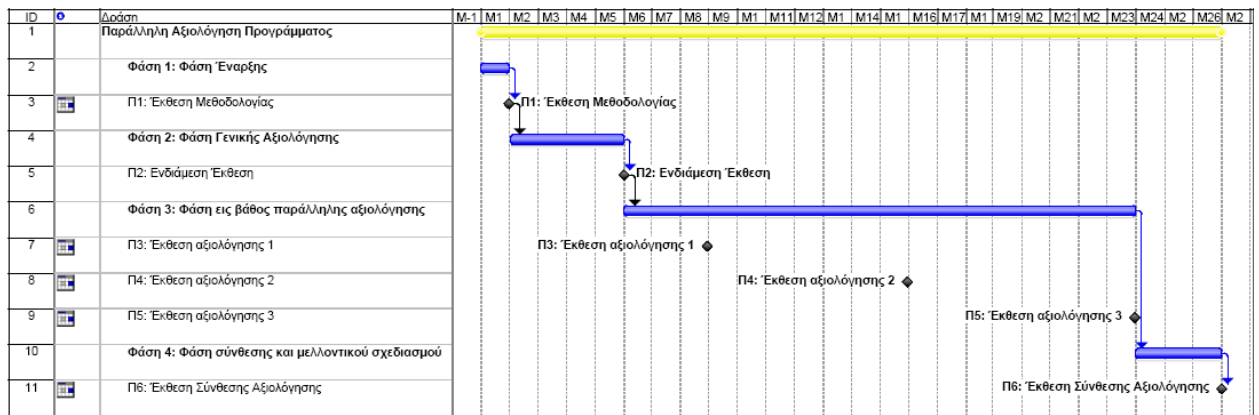 ID Δράση M-1 M1 M2 M3 M4 M5 M6 M7 M8 M9 M1 M11 M12 M1 M14 M1 M16 M17 M1 M19 M2 M21 M2 M23 M24 M2 M26 M2
1 Παράλληλη Αξιολόγηση Προγράμματος
2 Φάση 1: Φάση Έναρξης
3 Π1: Έκθεση Μεθοδολογίας Π1: Έκθεση Μεθοδολογίας
4 Φάση 2: Φάση Γενικής Αξιολόγησης
5 Π2: Ενδιάμεση Έκθεση Π2: Ενδιάμεση Έκθεση
6 Φάση 3: Φάση εις βάθος παράλληλης αξιολόγησης
7 Π3: Έκθεση αξιολόγησης 1 Π3: Έκθεση αξιολόγησης 1
8 Π4: Έκθεση αξιολόγησης 2 Π4: Έκθεση αξιολόγησης 2
9 Π5: Έκθεση αξιολόγησης 3 Π5: Έκθεση αξιολόγησης 3
10 Φάση 4: Φάση σύνθεσης και μελλοντικού σχεδιασμού
11 Π6: Έκθεση Σύνθεσης Αξιολόγησης Π6: Έκθεση Σύνθεσης Αξιολόγησης